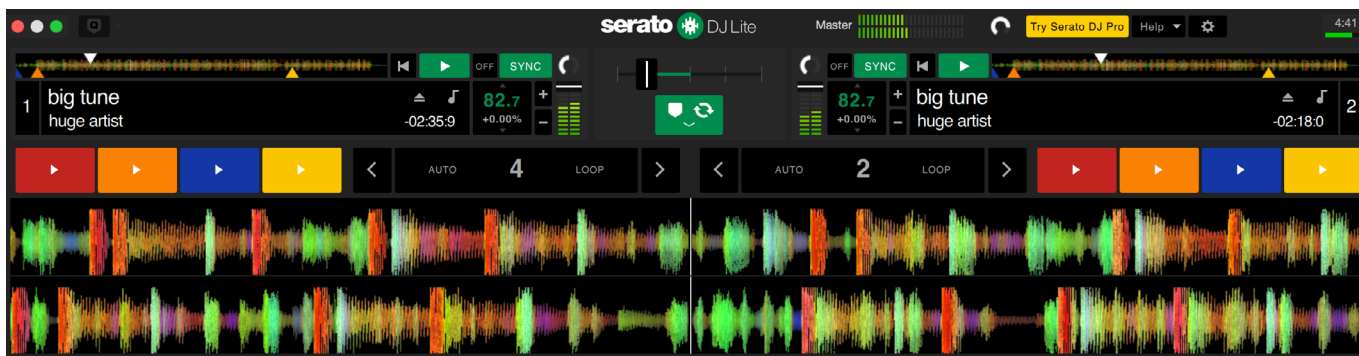 serato DJ Lite
Master
Try Serato DJ Pro
Help
4:41
OFF SYNC
OFF SYNC
1
big tune
huge artist
-02:35:9
82.7
+0.00%
+
−
82.7
+0.00%
+
−
big tune
huge artist
-02:18:0
2
AUTO 4 LOOP
AUTO 2 LOOP